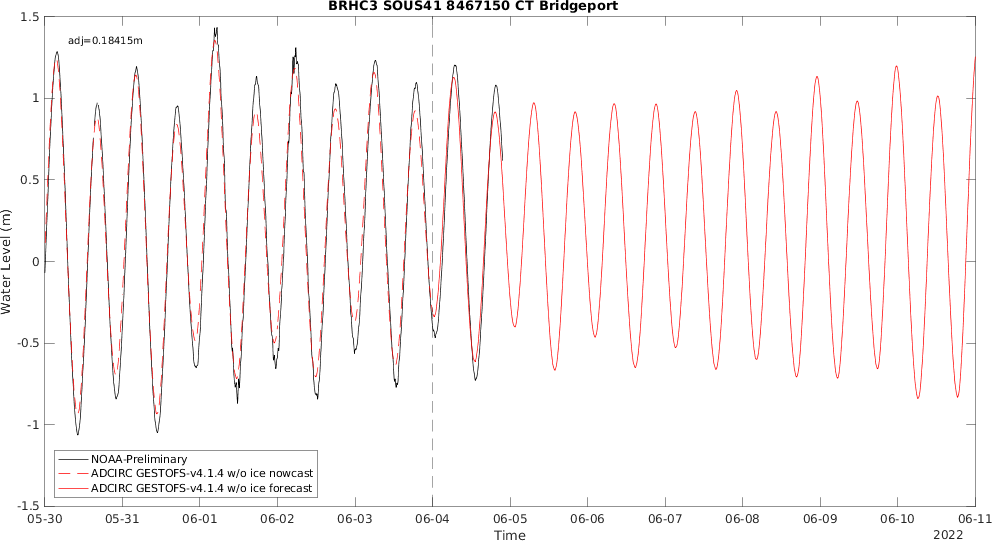 BRHC3 SOUS41 8467150 CT Bridgeport
adj=0.18415m
1.5
1
0.5
0
-0.5
-1
-1.5
Water Level (m)
NOAA-Preliminary
ADCIRC GESTOFS-v4.1.4 w/o ice nowcast
ADCIRC GESTOFS-v4.1.4 w/o ice forecast
05-30 05-31 06-01 06-02 06-03 06-04 06-05 06-06 06-07 06-08 06-09 06-10 06-11
Time
2022